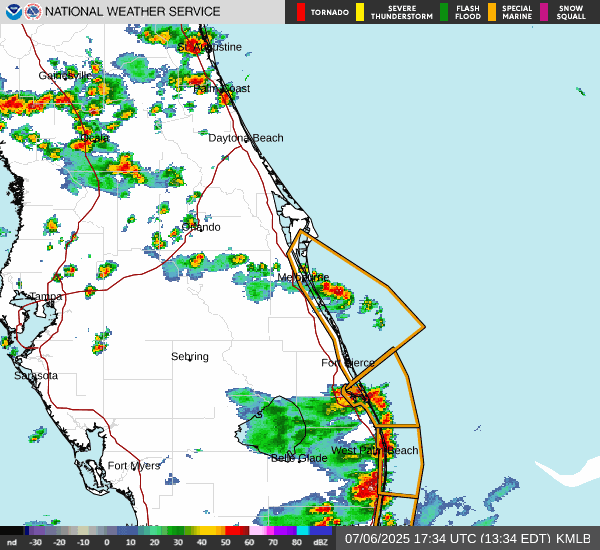 NATIONAL WEATHER SERVICE
TORNADO
SEVERE THUNDERSTORM
FLASH FLOOD
SPECIAL MARINE
SNOW SQUALL
St. Augustine
Gainesville
Palm Coast
Ocala
Daytona Beach
Orlando
Melbourne
Tampa
Sebring
Fort Pierce
Sarasota
West Palm Beach
Belle Glade
Fort Myers
nd -30 -20 -10 0 10 20 30 40 50 60 70 80 dBZ
07/06/2025 17:34 UTC (13:34 EDT) KMLB